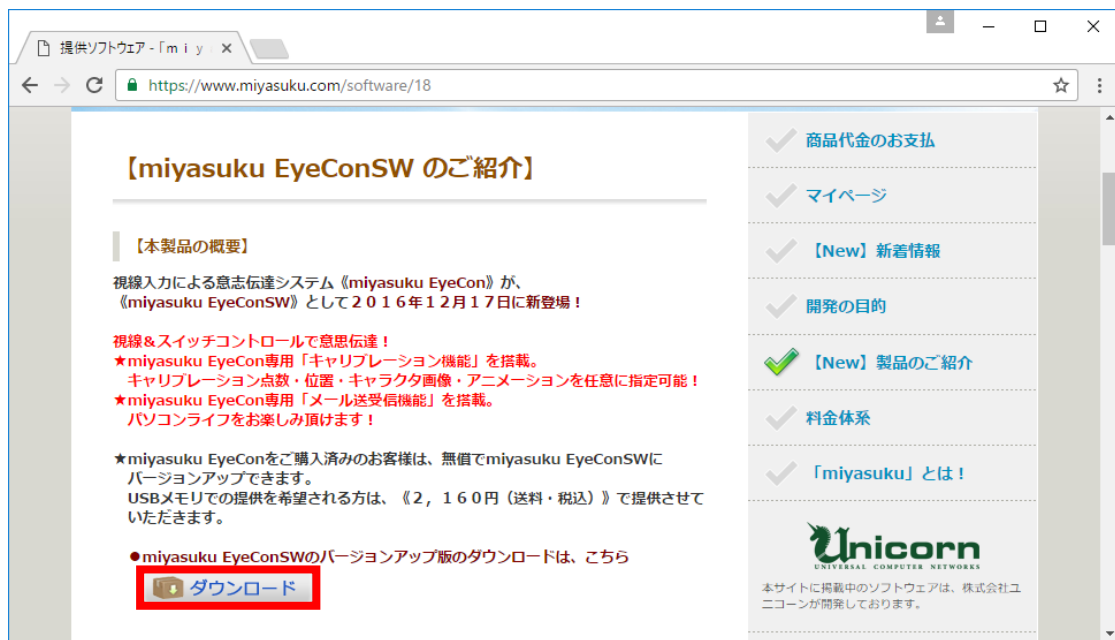 提供ソフトウェア - 「ｍｉｙ
https://www.miyasuku.com/software/18
【miyasuku EyeConSW のご紹介】
【本製品の概要】
視線入力による意志伝達システム《miyasuku EyeCon》が、
《miyasuku EyeConSW》として２０１６年１２月１７日に新登場！
視線＆スイッチコントロールで意思伝達！
★miyasuku EyeCon専用「キャリブレーション機能」を搭載。
キャリブレーション点数・位置・キャラクタ画像・アニメーションを任意に指定可能！
★miyasuku EyeCon専用「メール送受信機能」を搭載。
パソコンライフをお楽しみ頂けます！
★miyasuku EyeConをご購入済みのお客様は、無償でmiyasuku EyeConSWに
バージョンアップできます。
USBメモリでの提供を希望される方は、《２，１６０円（送料・税込）》で提供させて
いただきます。
●miyasuku EyeConSWのバージョンアップ版のダウンロードは、こちら
ダウンロード
商品代金のお支払
マイページ
【New】新着情報
開発の目的
【New】製品のご紹介
料金体系
「miyasuku」とは！
Unicorn
UNIVERSAL COMPUTER NETWORKS
本サイトに掲載中のソフトウェアは、株式会社ユ
ニコーンが開発しております。